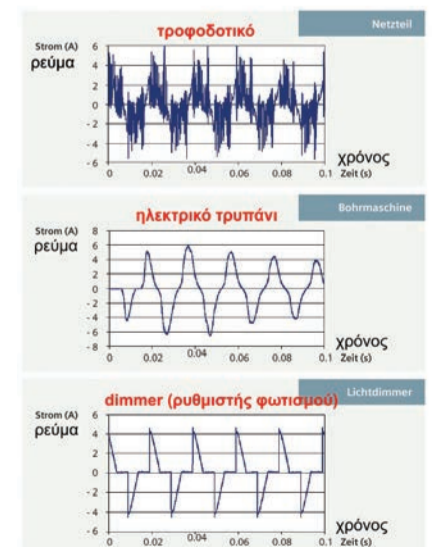 τροφοδοτικό
Netzteil
Strom (A)
ρεύμα
6
4
2
0
- 2
- 4
- 6
0 0.02 0.04 0.06 0.08 0.1
χρόνος
Zeit (s)
ηλεκτρικό τρυπάνι
Bohrmaschine
Strom (A)
ρεύμα
8
6
4
2
0
- 2
- 4
- 6
- 8
0 0.02 0.04 0.06 0.08 0.1
χρόνος
Zeit (s)
dimmer (ρυθμιστής φωτισμού)
Lichtdimmer
Strom (A)
ρεύμα
6
4
2
0
- 2
- 4
- 6
0 0.02 0.04 0.06 0.08 0.1
χρόνος
Zeit (s)